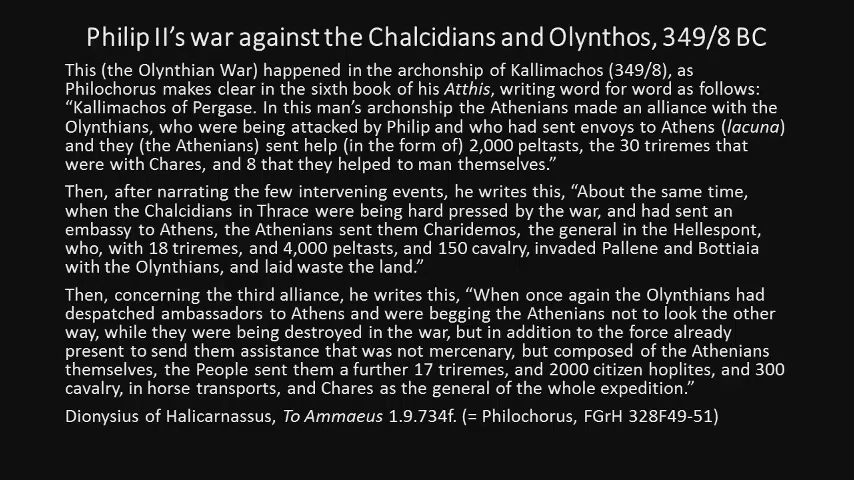 Philip II’s war against the Chalcidians and Olynthos, 349/8 BC
This (the Olynthian War) happened in the archonship of Kallimachos (349/8), as
Philochorus makes clear in the sixth book of his Atthis, writing word for word as follows:
“Kallimachos of Pergase. In this man’s archonship the Athenians made an alliance with the
Olynthians, who were being attacked by Philip and who had sent envoys to Athens (lacuna)
and they (the Athenians) sent help (in the form of) 2,000 peltasts, the 30 triremes that
were with Chares, and 8 that they helped to man themselves.”
Then, after narrating the few intervening events, he writes this, “About the same time,
when the Chalcidians in Thrace were being hard pressed by the war, and had sent an
embassy to Athens, the Athenians sent them Charidemos, the general in the Hellespont,
who, with 18 triremes, and 4,000 peltasts, and 150 cavalry, invaded Pallene and Bottiaia
with the Olynthians, and laid waste the land.”
Then, concerning the third alliance, he writes this, “When once again the Olynthians had
despatched ambassadors to Athens and were begging the Athenians not to look the other
way, while they were being destroyed in the war, but in addition to the force already
present to send them assistance that was not mercenary, but composed of the Athenians
themselves, the People sent them a further 17 triremes, and 2000 citizen hoplites, and 300
cavalry, in horse transports, and Chares as the general of the whole expedition.”
Dionysius of Halicarnassus, To Ammaeus 1.9.734f. (= Philochorus, FGrH 328F49-51)